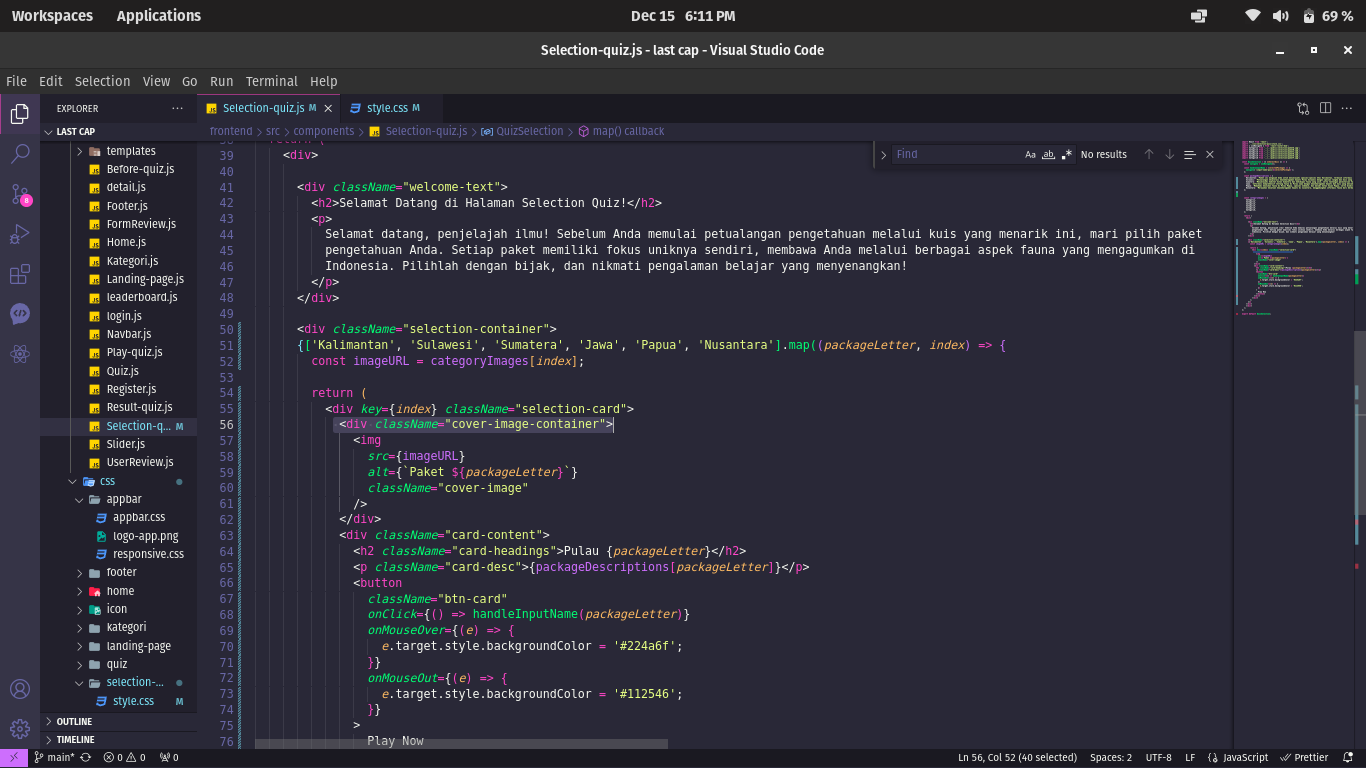 Workspaces Applications Dec 15 6:11 PM 69 %
Selection-quiz.js - last cap - Visual Studio Code
File Edit Selection View Go Run Terminal Help
EXPLORER
LAST CAP
templates
Before-quiz.js
detail.js
Footer.js
FormReview.js
Home.js
Kategori.js
Landing-page.js
leaderboard.js
login.js
Navbar.js
Play-quiz.js
Quiz.js
Register.js
Result-quiz.js
Selection-q... M
Slider.js
UserReview.js
css
appbar
appbar.css
logo-app.png
responsive.css
footer
home
icon
kategori
landing-page
quiz
selection-...
style.css M
OUTLINE
TIMELINE
8
Selection-quiz.js M style.css M
frontend > src > components > Selection-quiz.js > QuizSelection > map() callback
Find Aa ab .* No results
38 return (
39 <div>
40
41 <div className="welcome-text">
42 <h2>Selamat Datang di Halaman Selection Quiz!</h2>
43 <p>
44 Selamat datang, penjelajah ilmu! Sebelum Anda memulai petualangan pengetahuan melalui kuis yang menarik ini, mari pilih paket
45 pengetahuan Anda. Setiap paket memiliki fokus uniknya sendiri, membawa Anda melalui berbagai aspek fauna yang mengagumkan di
46 Indonesia. Pilihlah dengan bijak, dan nikmati pengalaman belajar yang menyenangkan!
47 </p>
48 </div>
49
50 <div className="selection-container">
51 {['Kalimantan', 'Sulawesi', 'Sumatera', 'Jawa', 'Papua', 'Nusantara'].map((packageLetter, index) => {
52 const imageURL = categoryImages[index];
53
54 return (
55 <div key={index} className="selection-card">
56 <div className="cover-image-container">
57 <img
58 src={imageURL}
59 alt={`Paket ${packageLetter}`}
60 className="cover-image"
61 />
62 </div>
63 <div className="card-content">
64 <h2 className="card-headings">Pulau {packageLetter}</h2>
65 <p className="card-desc">{packageDescriptions[packageLetter]}</p>
66 <button
67 className="btn-card"
68 onClick={() => handleInputName(packageLetter)}
69 onMouseOver={(e) => {
70 e.target.style.backgroundColor = '#224a6f';
71 }}
72 onMouseOut={(e) => {
73 e.target.style.backgroundColor = '#112546';
74 }}
75 >
76 Play Now
main* 0 0 0 Ln 56, Col 52 (40 selected) Spaces: 2 UTF-8 LF {} JavaScript Prettier